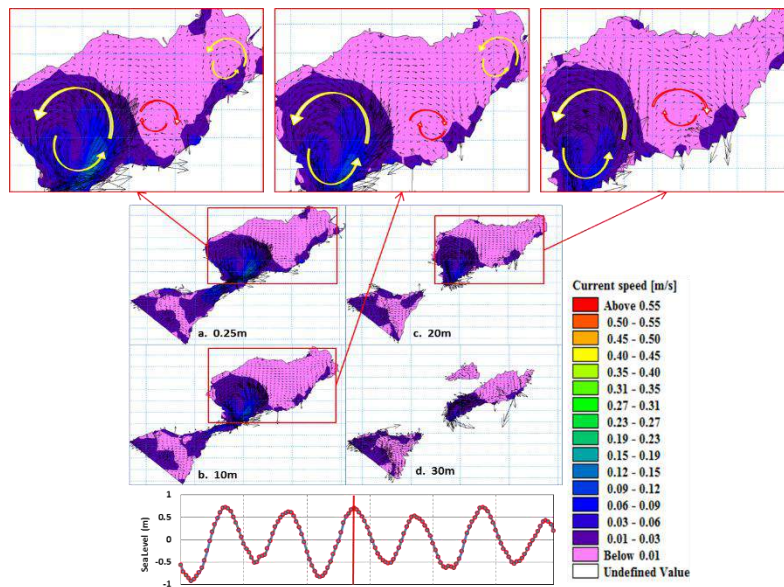 a. 0.25m
c. 20m
b. 10m
d. 30m
Current speed [m/s]
Above 0.55
0.50 - 0.55
0.45 - 0.50
0.40 - 0.45
0.35 - 0.40
0.31 - 0.35
0.27 - 0.31
0.23 - 0.27
0.19 - 0.23
0.15 - 0.19
0.12 - 0.15
0.09 - 0.12
0.06 - 0.09
0.03 - 0.06
0.01 - 0.03
Below 0.01
Undefined Value
Sea Level (m)
1
0.5
0
-0.5
-1